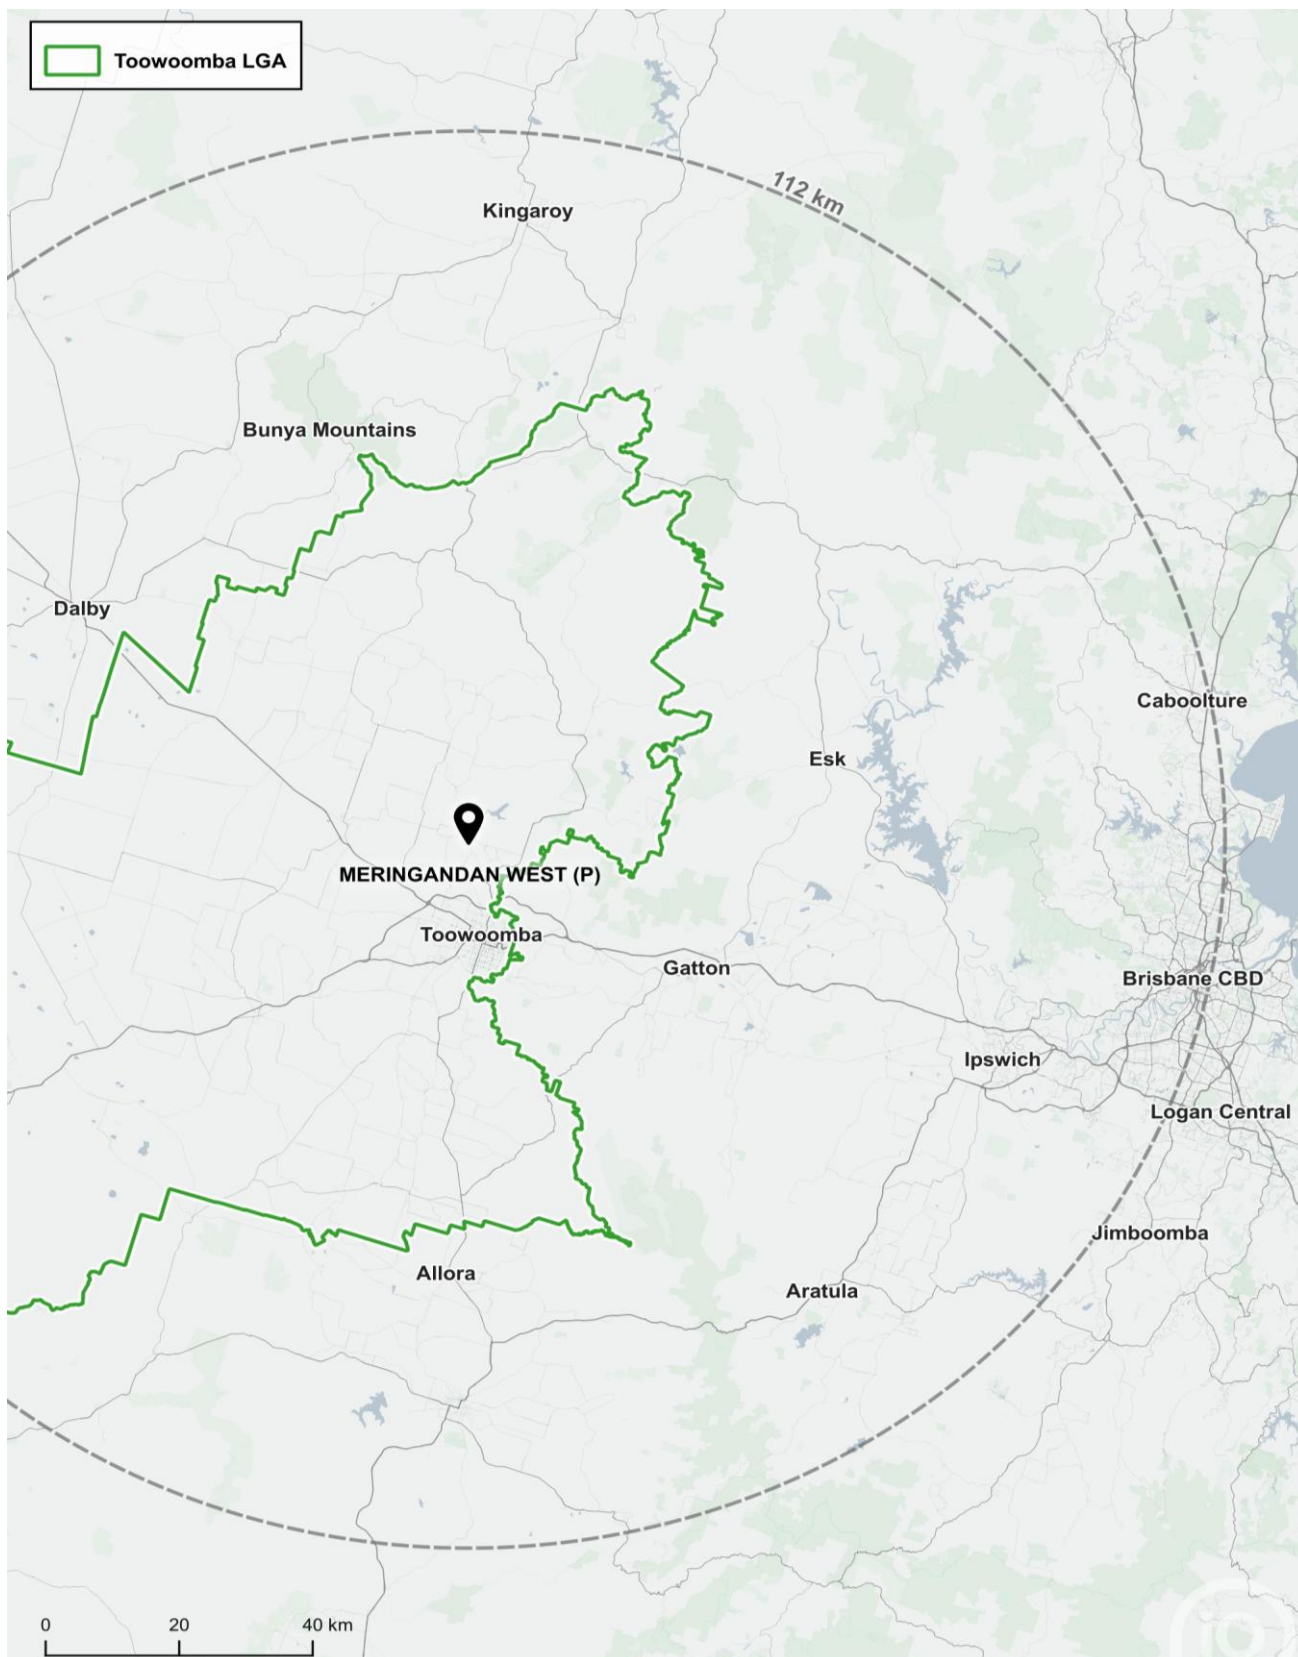 Toowoomba LGA
112 km
Kingaroy
Bunya Mountains
Dalby
Caboolture
Esk
MERINGANDAN WEST (P)
Toowoomba
Gatton
Brisbane CBD
Ipswich
Logan Central
Jimboomba
Allora
Aratula
0 20 40 km